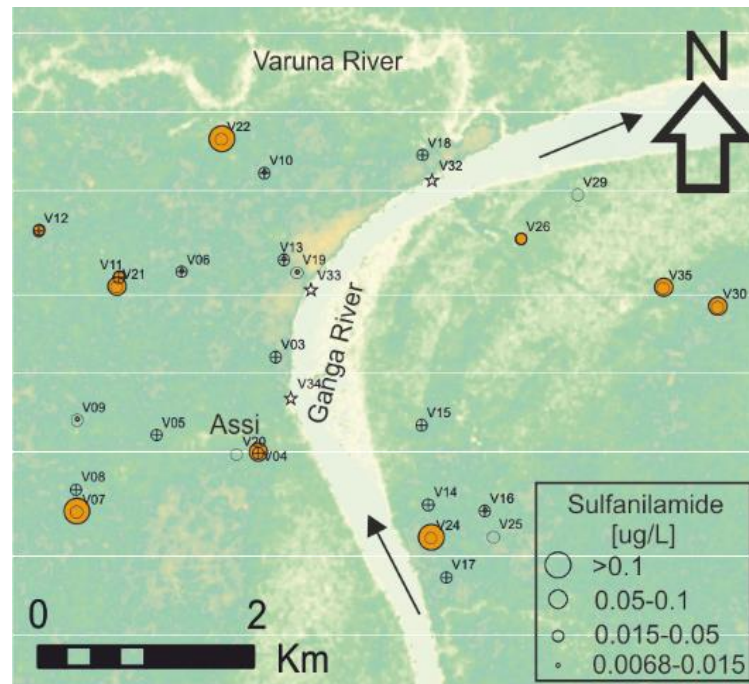 Varuna River
N
V22
V18
V10
V32
V29
V12
V26
V13
V11
V06
V19
V21
V33
V35
V30
V03
Ganga River
V34
V09
V05
Assi
V15
V20
V04
V08
V07
V14
V16
V24
V25
V17
Sulfanilamide
[ug/L]
>0.1
0.05-0.1
0.015-0.05
0.0068-0.015
0 2
Km